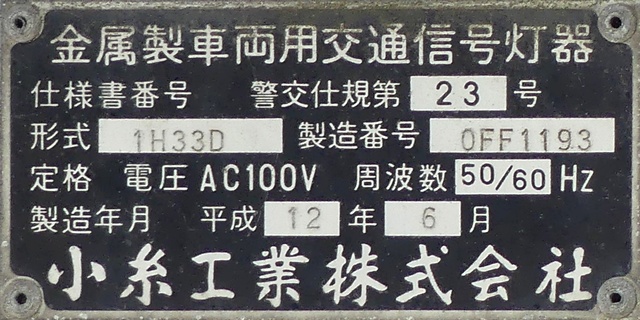 金属製車両用交通信号灯器
仕様書番号 警交仕規第 23 号
形式 1H33D 製造番号 0FF1193
定格 電圧 AC100V 周波数 50/60 Hz
製造年月 平成 12 年 6 月
小糸工業株式会社